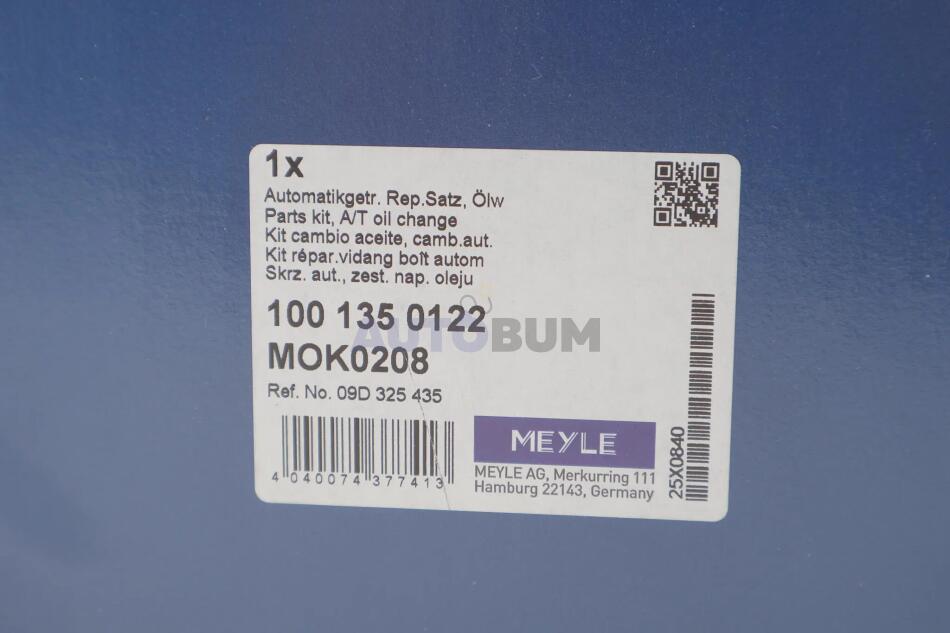 1x
Automatikgetr. Rep.Satz, Ölw
Parts kit, A/T oil change
Kit cambio aceite, camb.aut.
Kit répar.vidang boît autom
Skrz. aut., zest. nap. oleju
100 135 0122
AUTOBUM
MOK0208
Ref. No. 09D 325 435
4 040074 377413
MEYLE
MEYLE AG, Merkurring 111
Hamburg 22143, Germany
25X0840